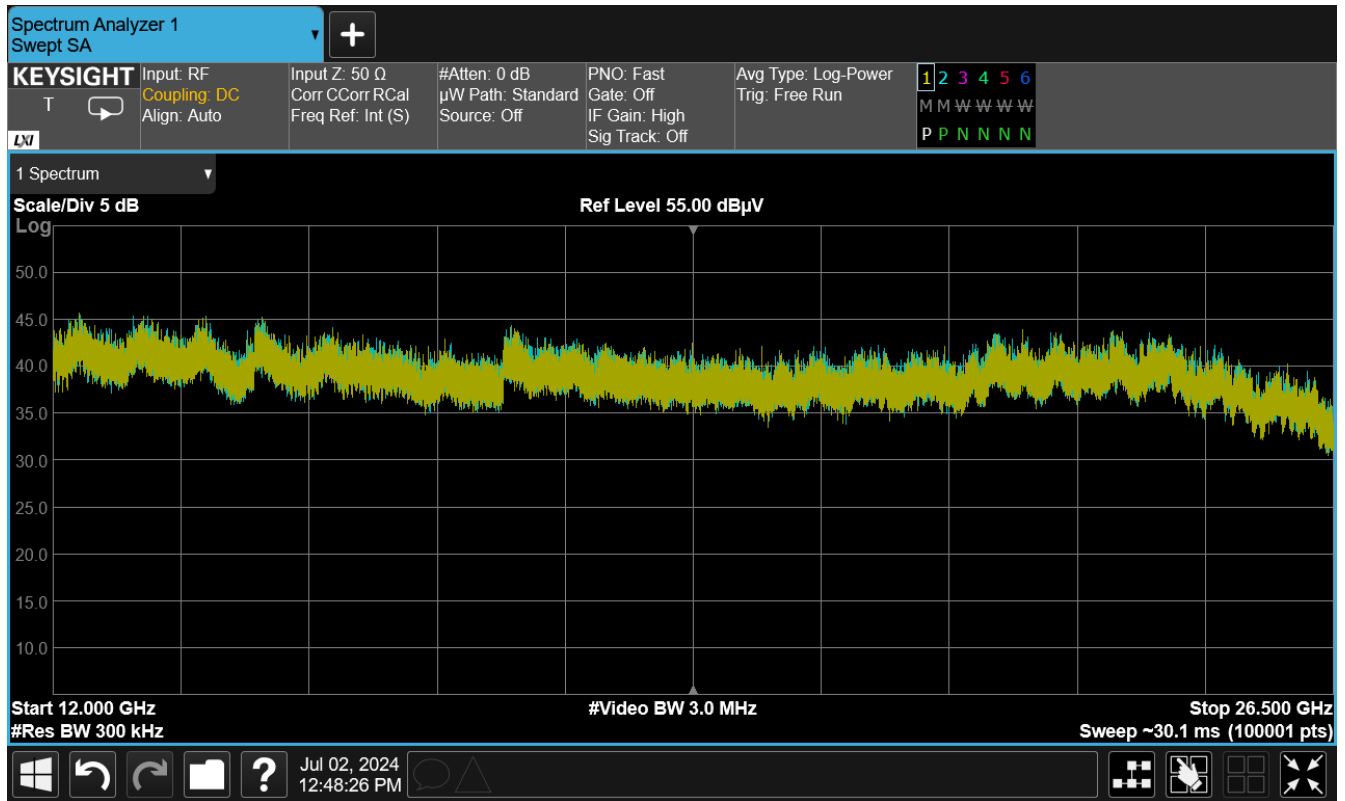 Spectrum Analyzer 1
Swept SA
KEYSIGHT
T
LXI
Input: RF
Coupling: DC
Align: Auto
Input Z: 50 Ω
Corr CCorr RCal
Freq Ref: Int (S)
#Atten: 0 dB
µW Path: Standard
Source: Off
PNO: Fast
Gate: Off
IF Gain: High
Sig Track: Off
Avg Type: Log-Power
Trig: Free Run
1 2 3 4 5 6
M M W W W W
P P N N N N
1 Spectrum
Scale/Div 5 dB
Ref Level 55.00 dBµV
Log
50.0
45.0
40.0
35.0
30.0
25.0
20.0
15.0
10.0
Start 12.000 GHz
#Video BW 3.0 MHz
Stop 26.500 GHz
#Res BW 300 kHz
Sweep ~30.1 ms (100001 pts)
?
Jul 02, 2024
12:48:26 PM